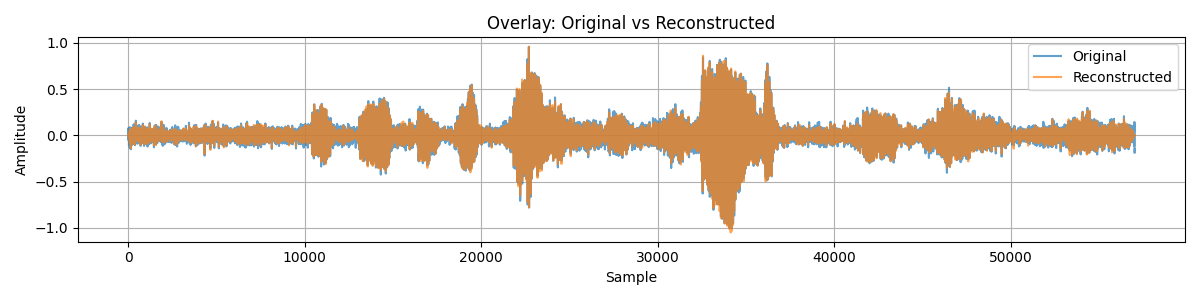 Overlay: Original vs Reconstructed
Original
Reconstructed
Amplitude
1.0
0.5
0.0
−0.5
−1.0
0 10000 20000 30000 40000 50000
Sample